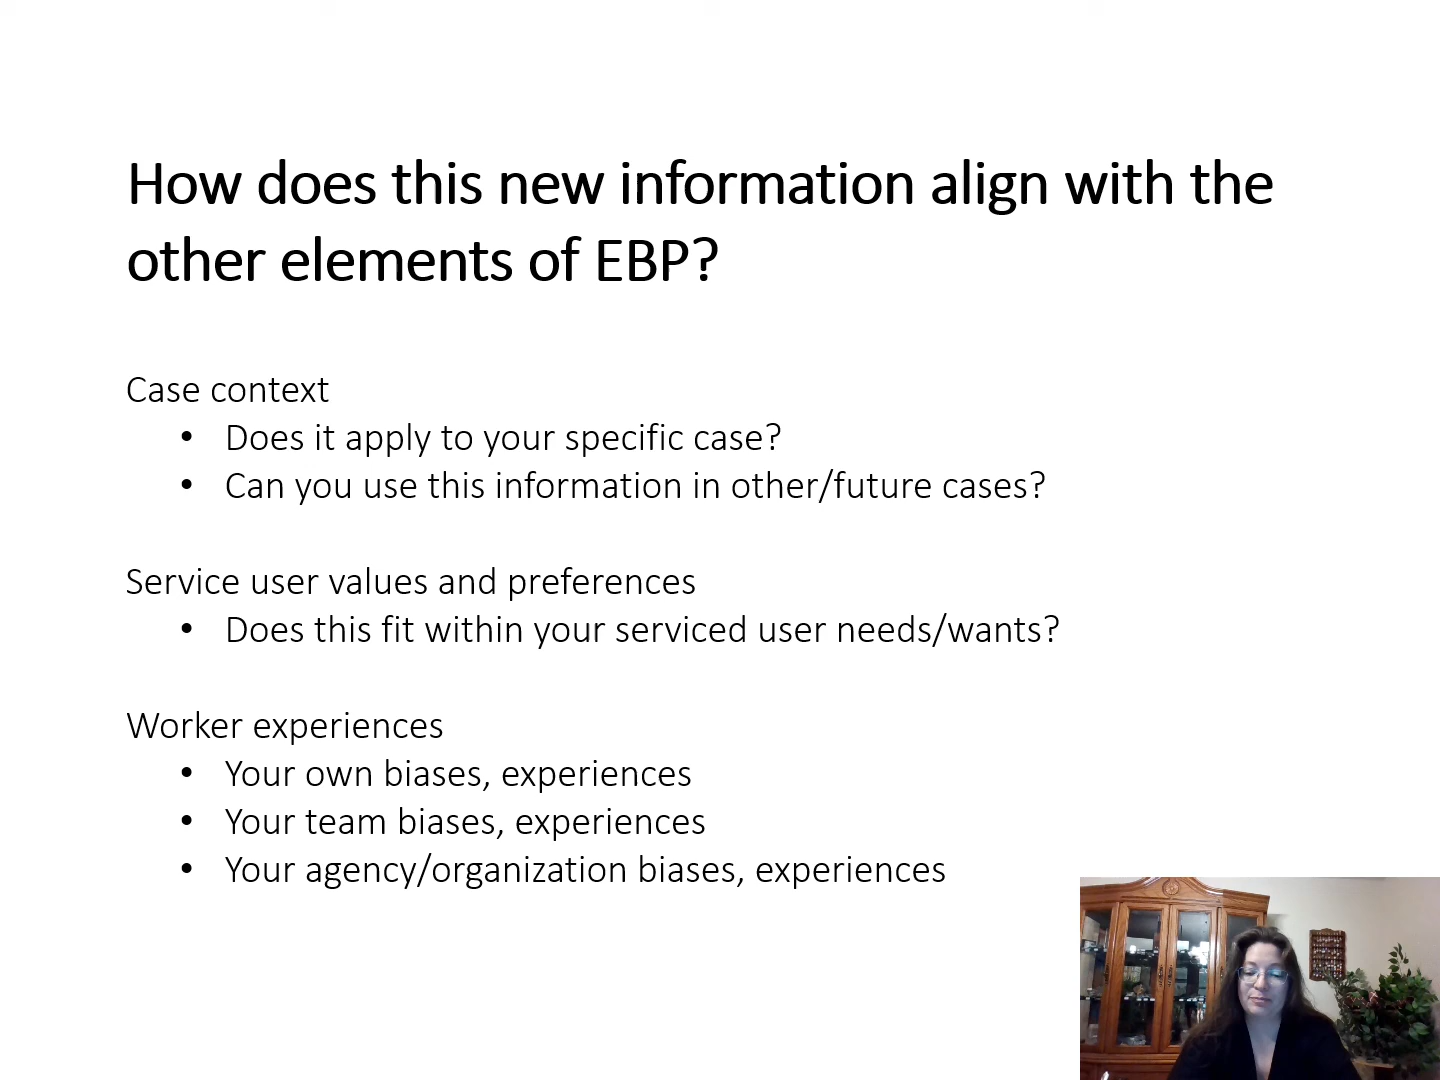 How does this new information align with the
other elements of EBP?
Case context
• Does it apply to your specific case?
• Can you use this information in other/future cases?
Service user values and preferences
• Does this fit within your serviced user needs/wants?
Worker experiences
• Your own biases, experiences
• Your team biases, experiences
• Your agency/organization biases, experiences